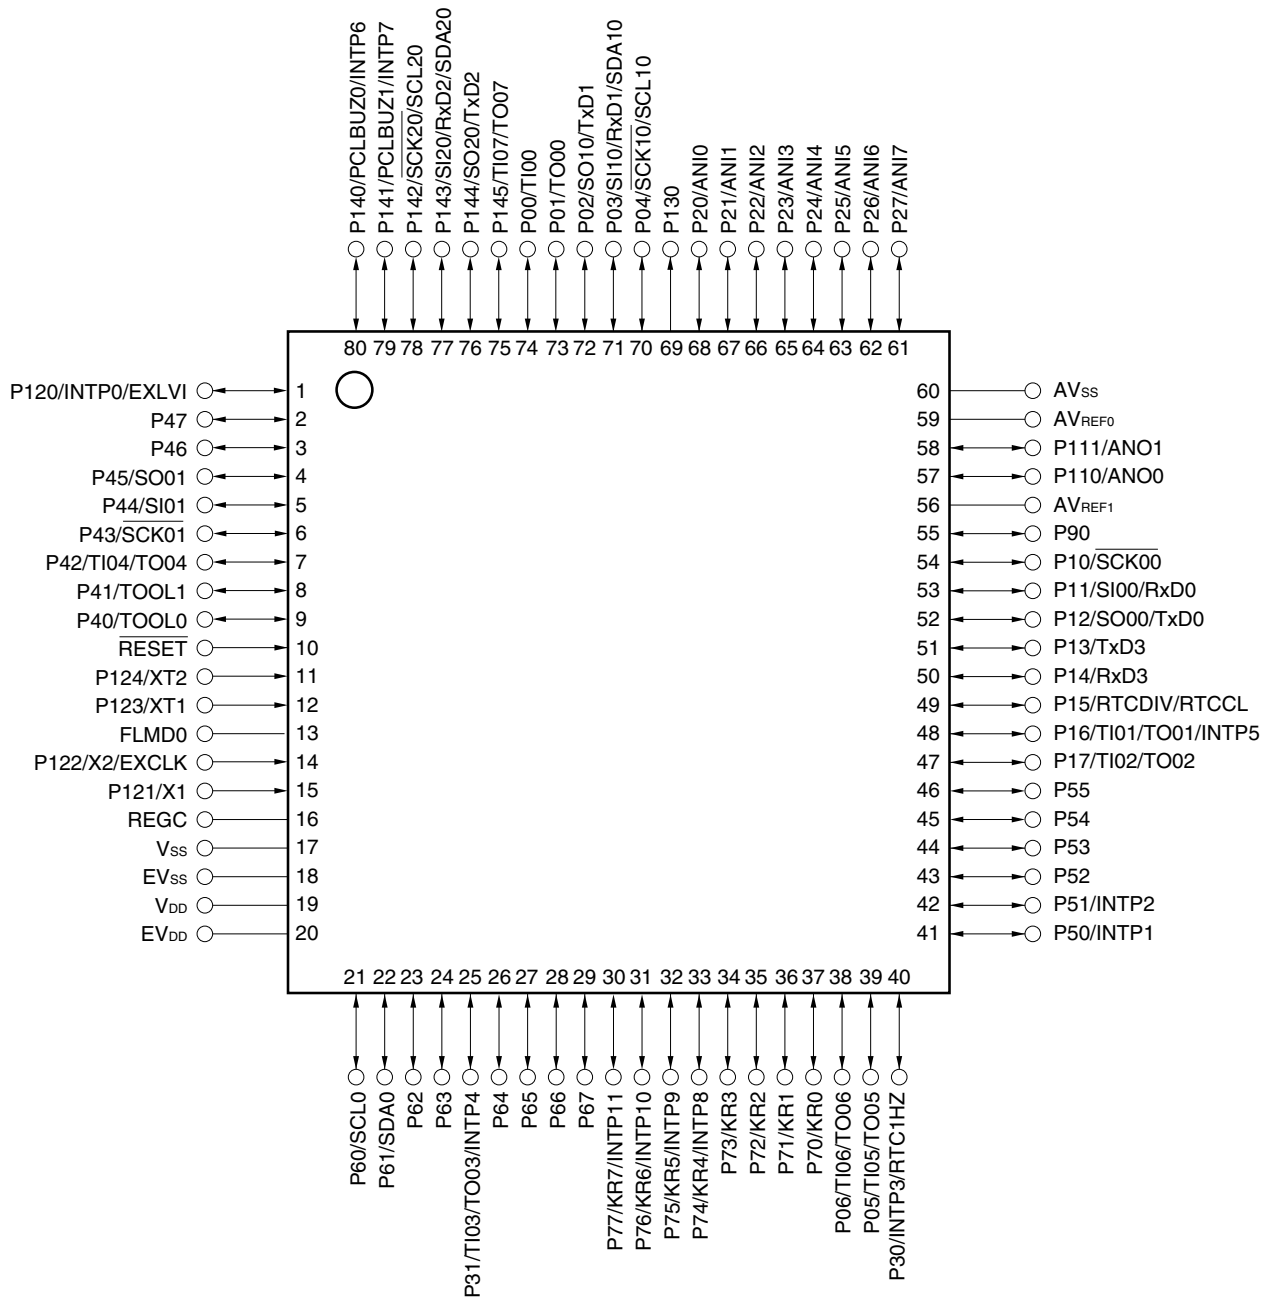 P140/PCLBUZ0/INTP6
P141/PCLBUZ1/INTP7
P142/SCK20/SCL20
P143/SI20/RxD2/SDA20
P144/SO20/TxD2
P145/TI07/TO07
P00/TI00
P01/TO00
P02/SO10/TxD1
P03/SI10/RxD1/SDA10
P04/SCK10/SCL10
P130
P20/ANI0
P21/ANI1
P22/ANI2
P23/ANI3
P24/ANI4
P25/ANI5
P26/ANI6
P27/ANI7
80 79 78 77 76 75 74 73 72 71 70 69 68 67 66 65 64 63 62 61
P120/INTP0/EXLVI 1 60 AVSS
P47 2 59 AVREF0
P46 3 58 P111/ANO1
P45/SO01 4 57 P110/ANO0
P44/SI01 5 56 AVREF1
P43/SCK01 6 55 P90
P42/TI04/TO04 7 54 P10/SCK00
P41/TOOL1 8 53 P11/SI00/RxD0
P40/TOOL0 9 52 P12/SO00/TxD0
RESET 10 51 P13/TxD3
P124/XT2 11 50 P14/RxD3
P123/XT1 12 49 P15/RTCDIV/RTCCL
FLMD0 13 48 P16/TI01/TO01/INTP5
P122/X2/EXCLK 14 47 P17/TI02/TO02
P121/X1 15 46 P55
REGC 16 45 P54
VSS 17 44 P53
EVSS 18 43 P52
VDD 19 42 P51/INTP2
EVDD 20 41 P50/INTP1
21 22 23 24 25 26 27 28 29 30 31 32 33 34 35 36 37 38 39 40
P60/SCL0
P61/SDA0
P62
P63
P31/TI03/TO03/INTP4
P64
P65
P66
P67
P77/KR7/INTP11
P76/KR6/INTP10
P75/KR5/INTP9
P74/KR4/INTP8
P73/KR3
P72/KR2
P71/KR1
P70/KR0
P06/TI06/TO06
P05/TI05/TO05
P30/INTP3/RTC1HZ